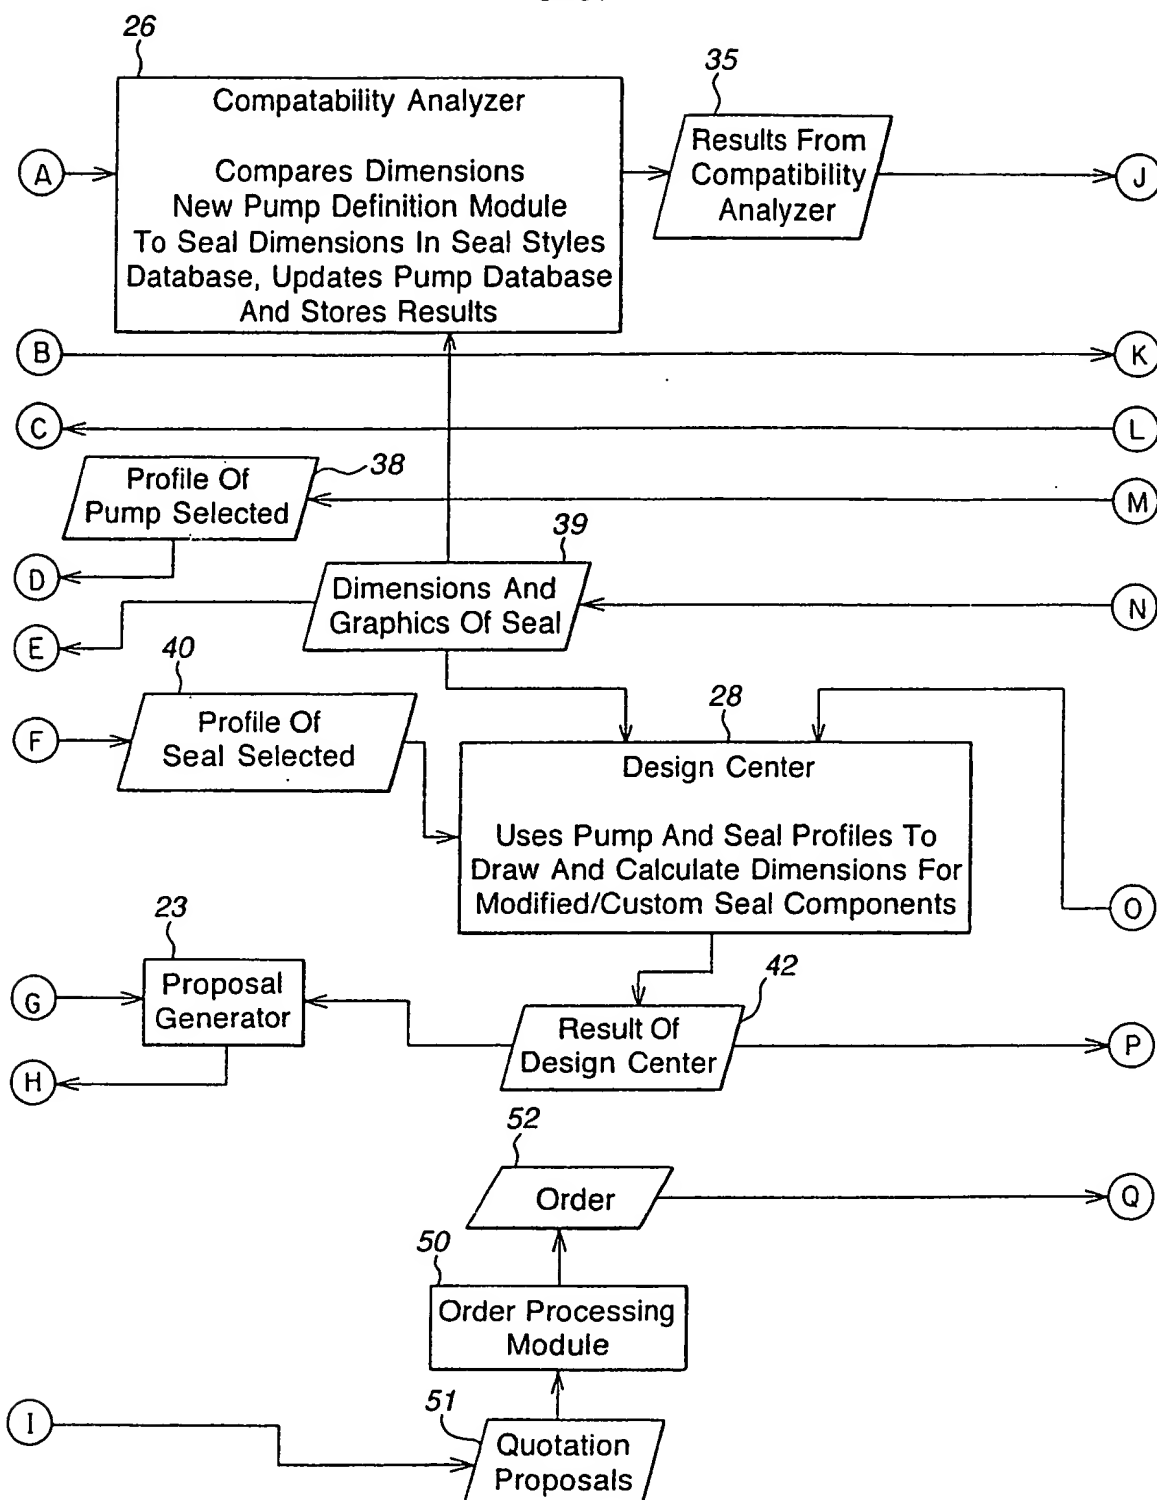 26
Compatability Analyzer
Compares Dimensions
New Pump Definition Module
To Seal Dimensions In Seal Styles
Database, Updates Pump Database
And Stores Results
35
Results From
Compatibility
Analyzer
A
J
B
K
C
L
Profile Of
Pump Selected
38
M
39
D
Dimensions And
Graphics Of Seal
N
E
40
Profile Of
Seal Selected
F
28
Design Center
Uses Pump And Seal Profiles To
Draw And Calculate Dimensions For
Modified/Custom Seal Components
O
23
Proposal
Generator
G
42
Result Of
Design Center
P
H
52
Order
Q
50
Order Processing
Module
I
51
Quotation
Proposals